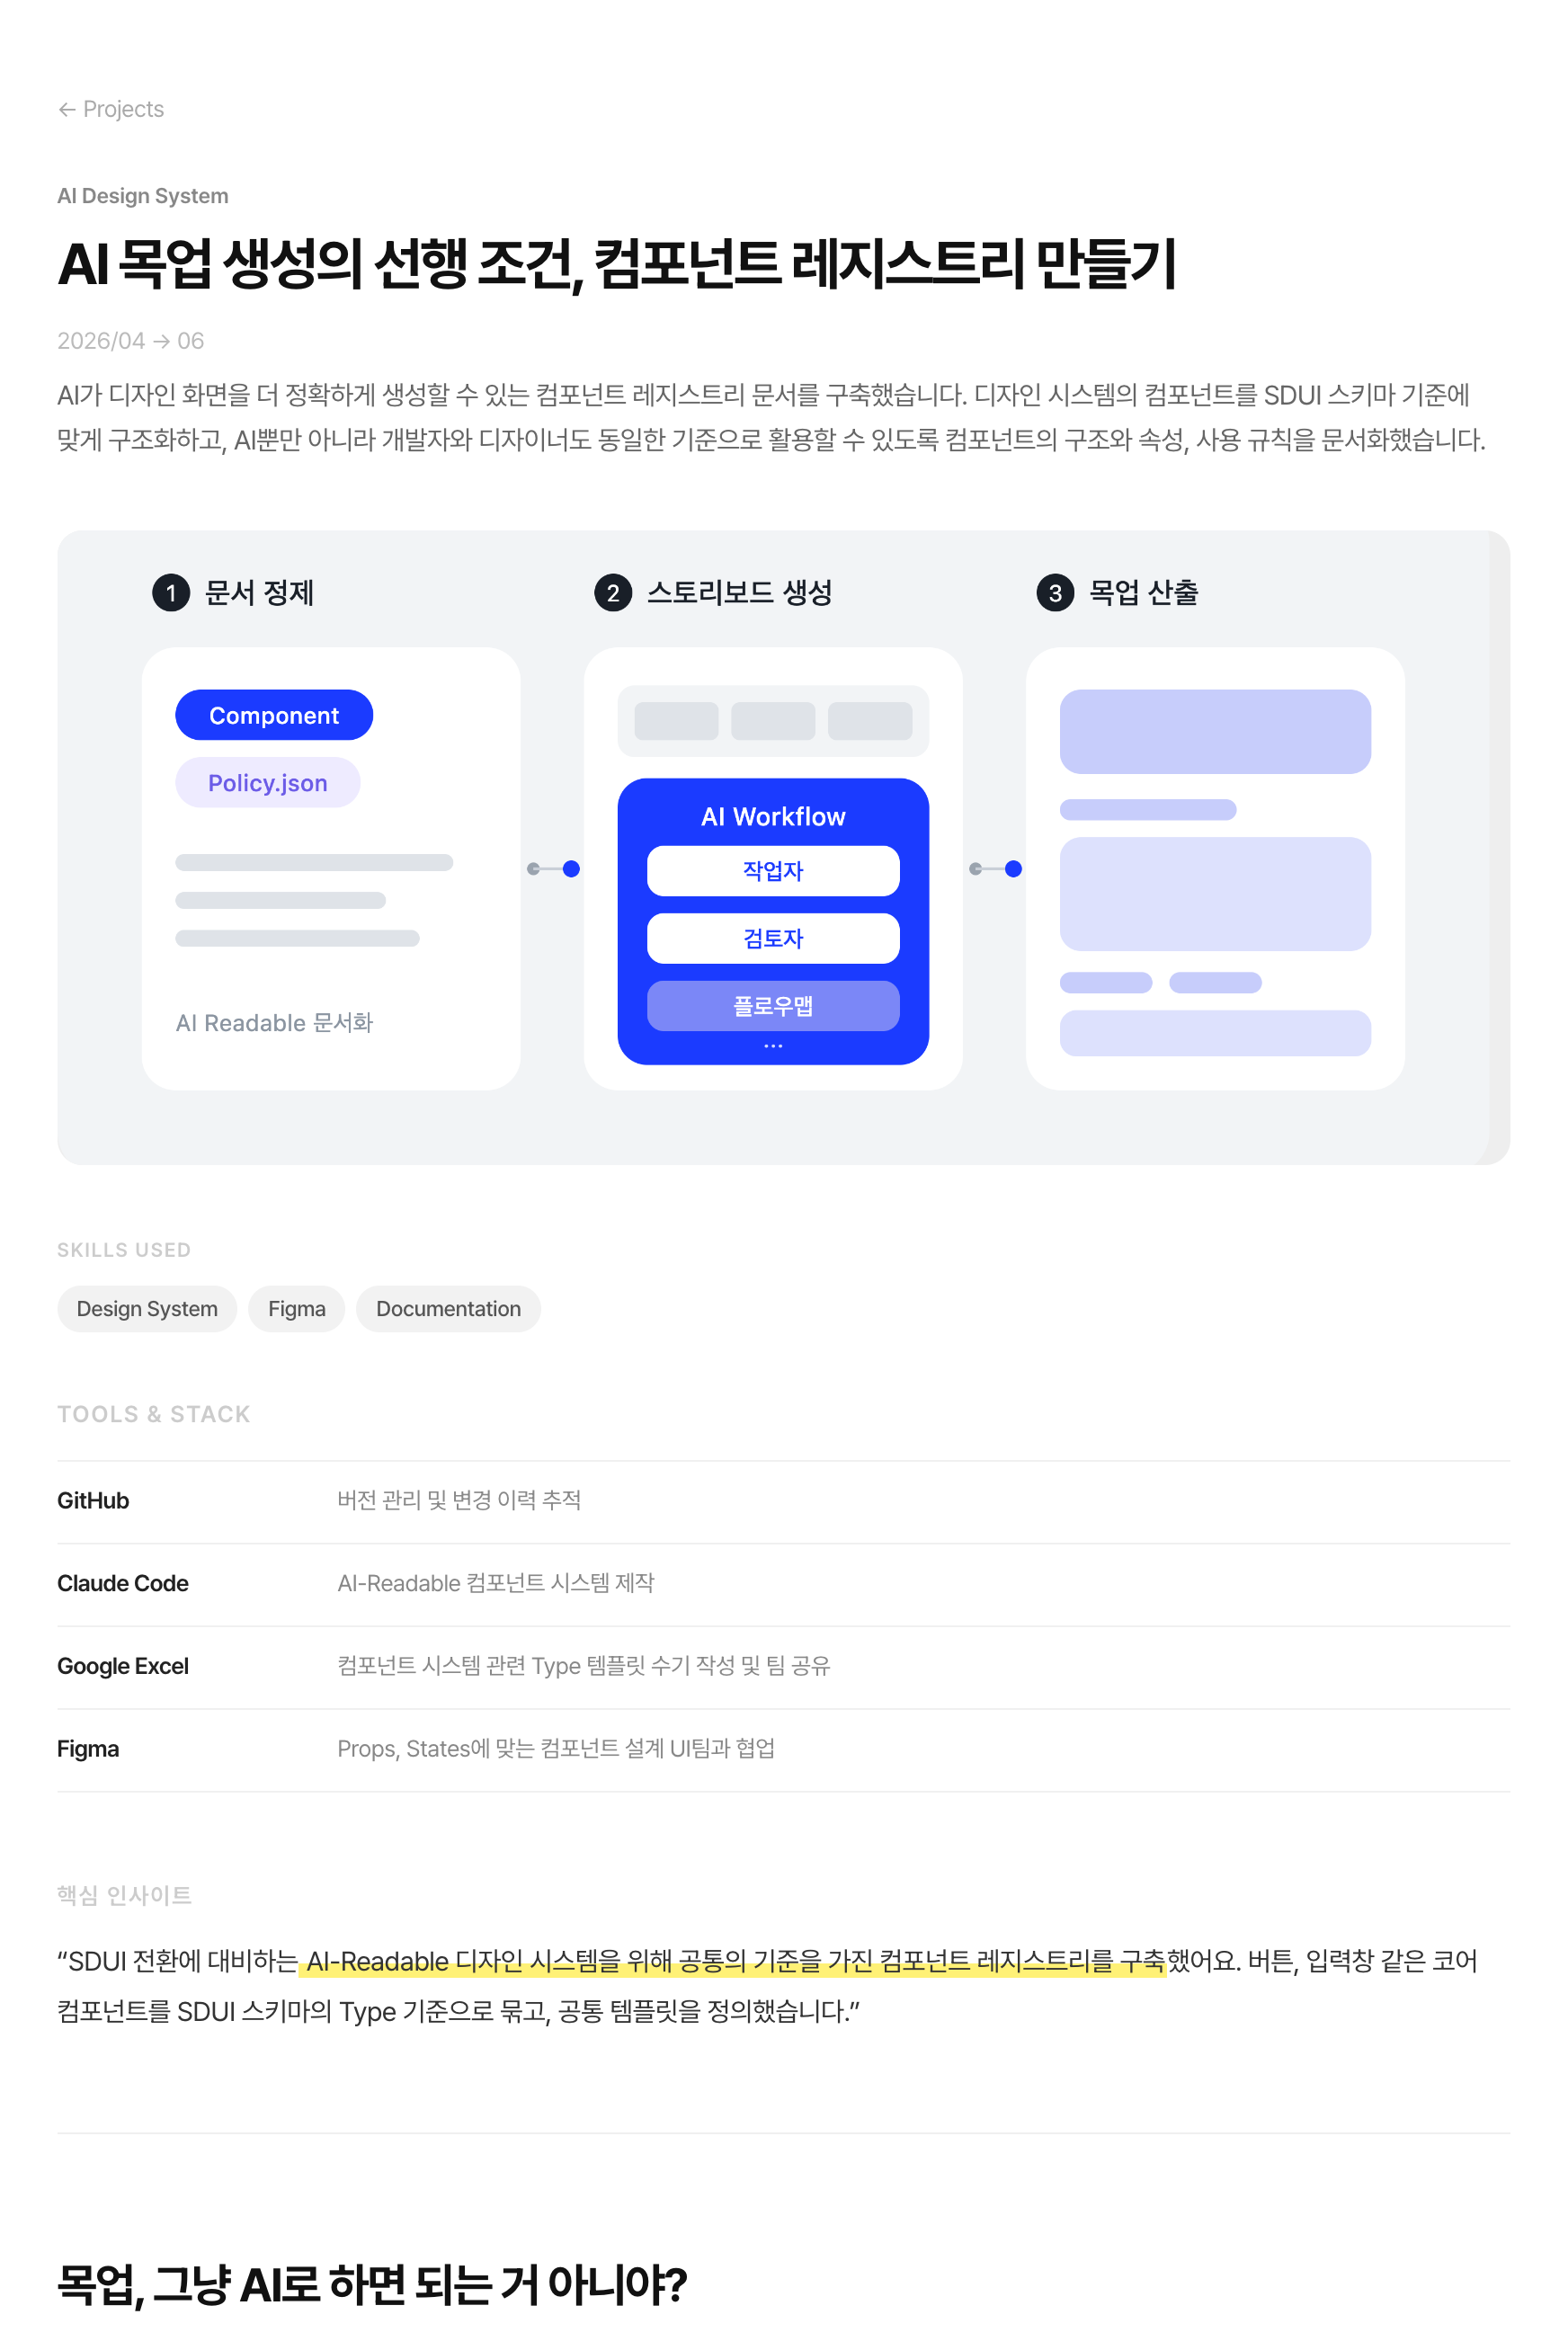 ← Projects
AI Design System
AI 목업 생성의 선행 조건, 컴포넌트 레지스트리 만들기
2026/04 → 06
AI가 디자인 화면을 더 정확하게 생성할 수 있는 컴포넌트 레지스트리 문서를 구축했습니다. 디자인 시스템의 컴포넌트를 SDUI 스키마 기준에
맞게 구조화하고, AI뿐만 아니라 개발자와 디자이너도 동일한 기준으로 활용할 수 있도록 컴포넌트의 구조와 속성, 사용 규칙을 문서화했습니다.
1 문서 정제
Component
Policy.json
AI Readable 문서화
2 스토리보드 생성
AI Workflow
작업자
검토자
플로우맵
...
3 목업 산출
SKILLS USED
Design System
Figma
Documentation
TOOLS & STACK
GitHub 버전 관리 및 변경 이력 추적
Claude Code AI-Readable 컴포넌트 시스템 제작
Google Excel 컴포넌트 시스템 관련 Type 템플릿 수기 작성 및 팀 공유
Figma Props, States에 맞는 컴포넌트 설계 UI팀과 협업
핵심 인사이트
“SDUI 전환에 대비하는 AI-Readable 디자인 시스템을 위해 공통의 기준을 가진 컴포넌트 레지스트리를 구축했어요. 버튼, 입력창 같은 코어
컴포넌트를 SDUI 스키마의 Type 기준으로 묶고, 공통 템플릿을 정의했습니다.”
목업, 그냥 AI로 하면 되는 거 아니야?